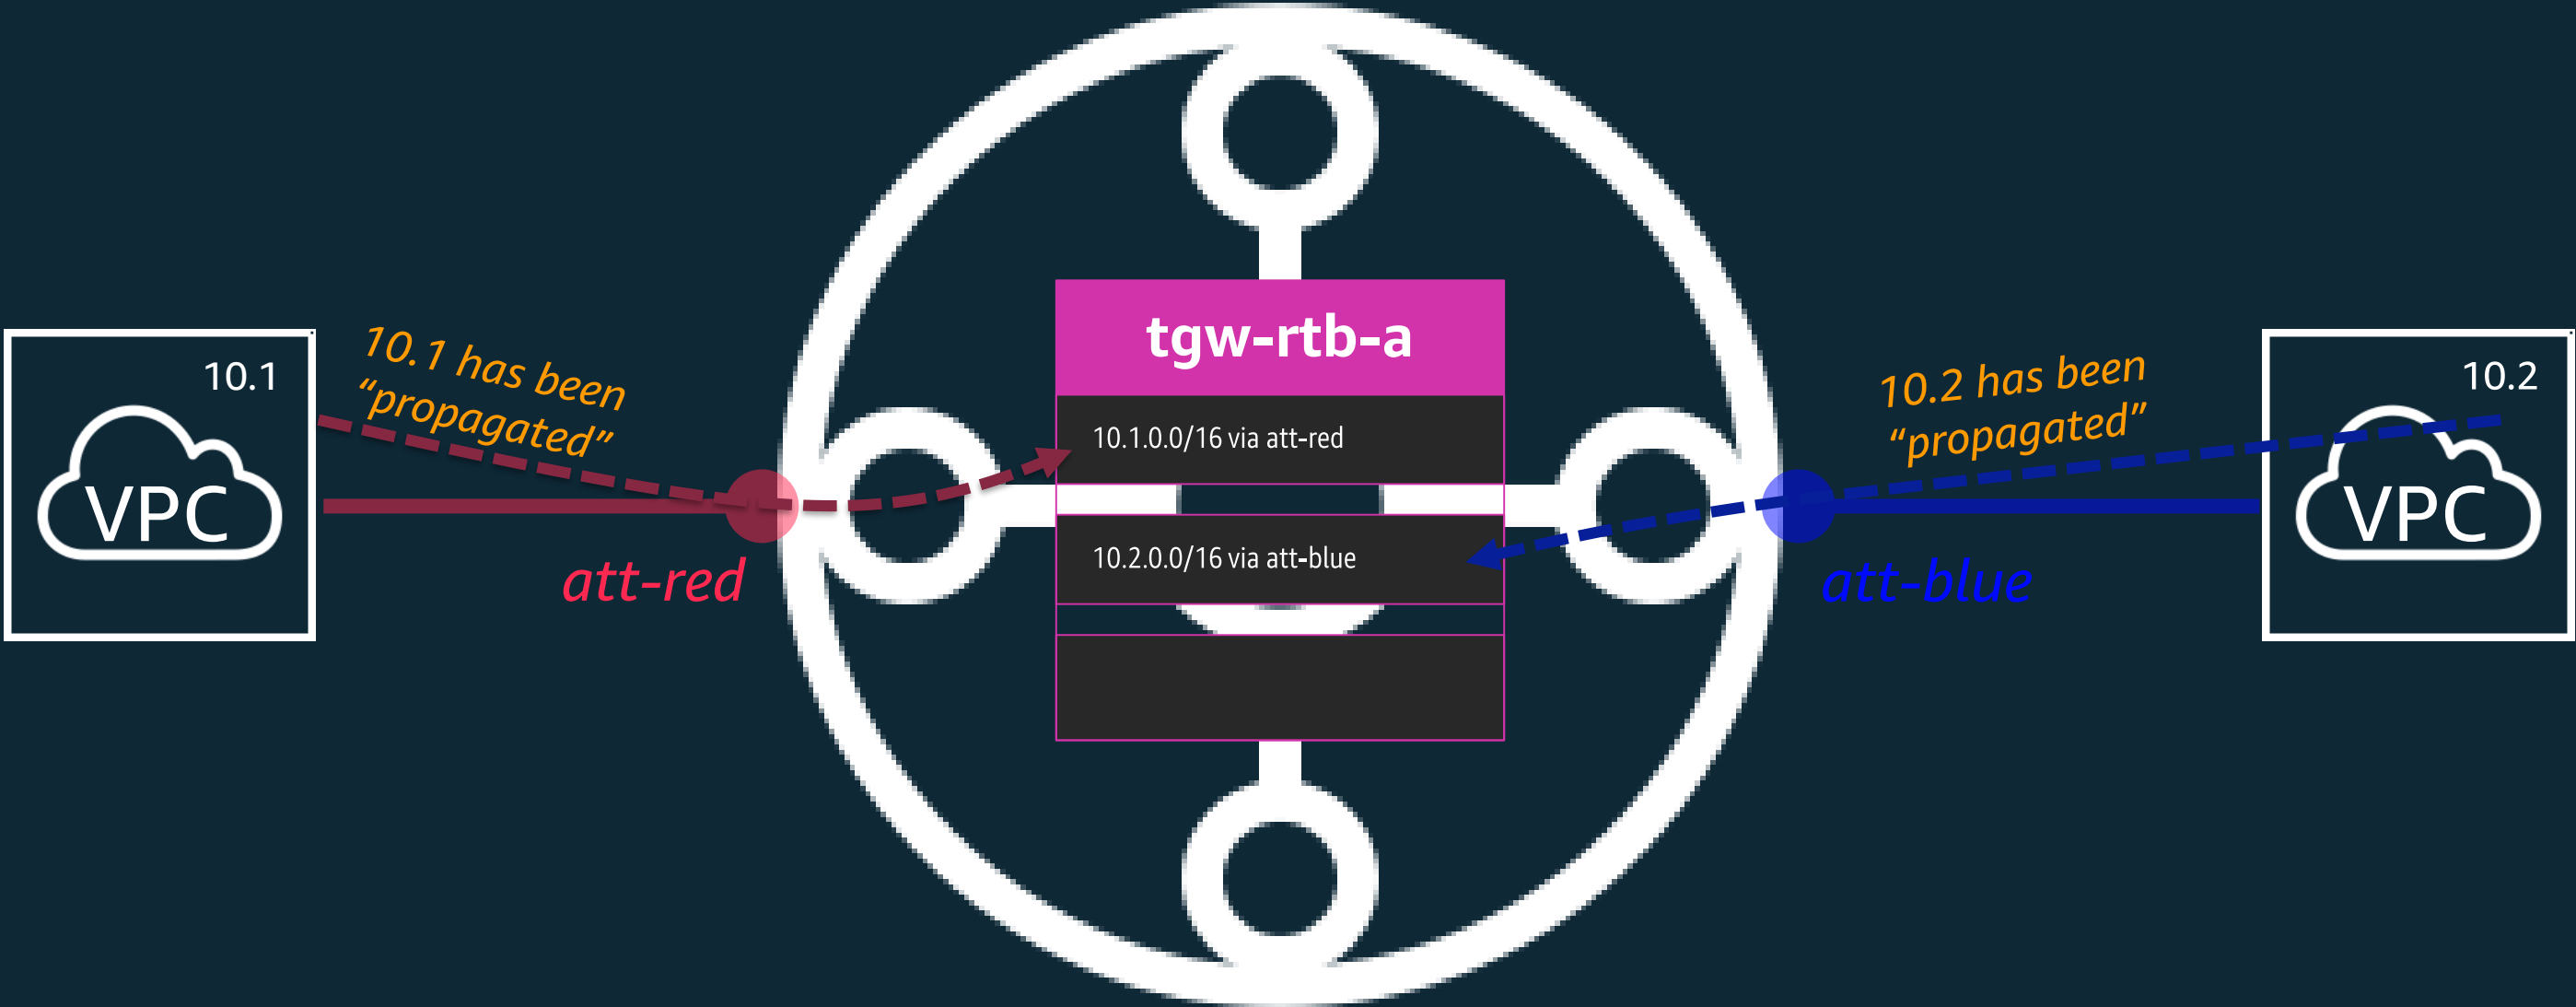 10.1
VPC
10.1 has been
“propagated”
att-red
tgw-rtb-a
10.1.0.0/16 via att-red
10.2.0.0/16 via att-blue
10.2 has been
“propagated”
att-blue
10.2
VPC